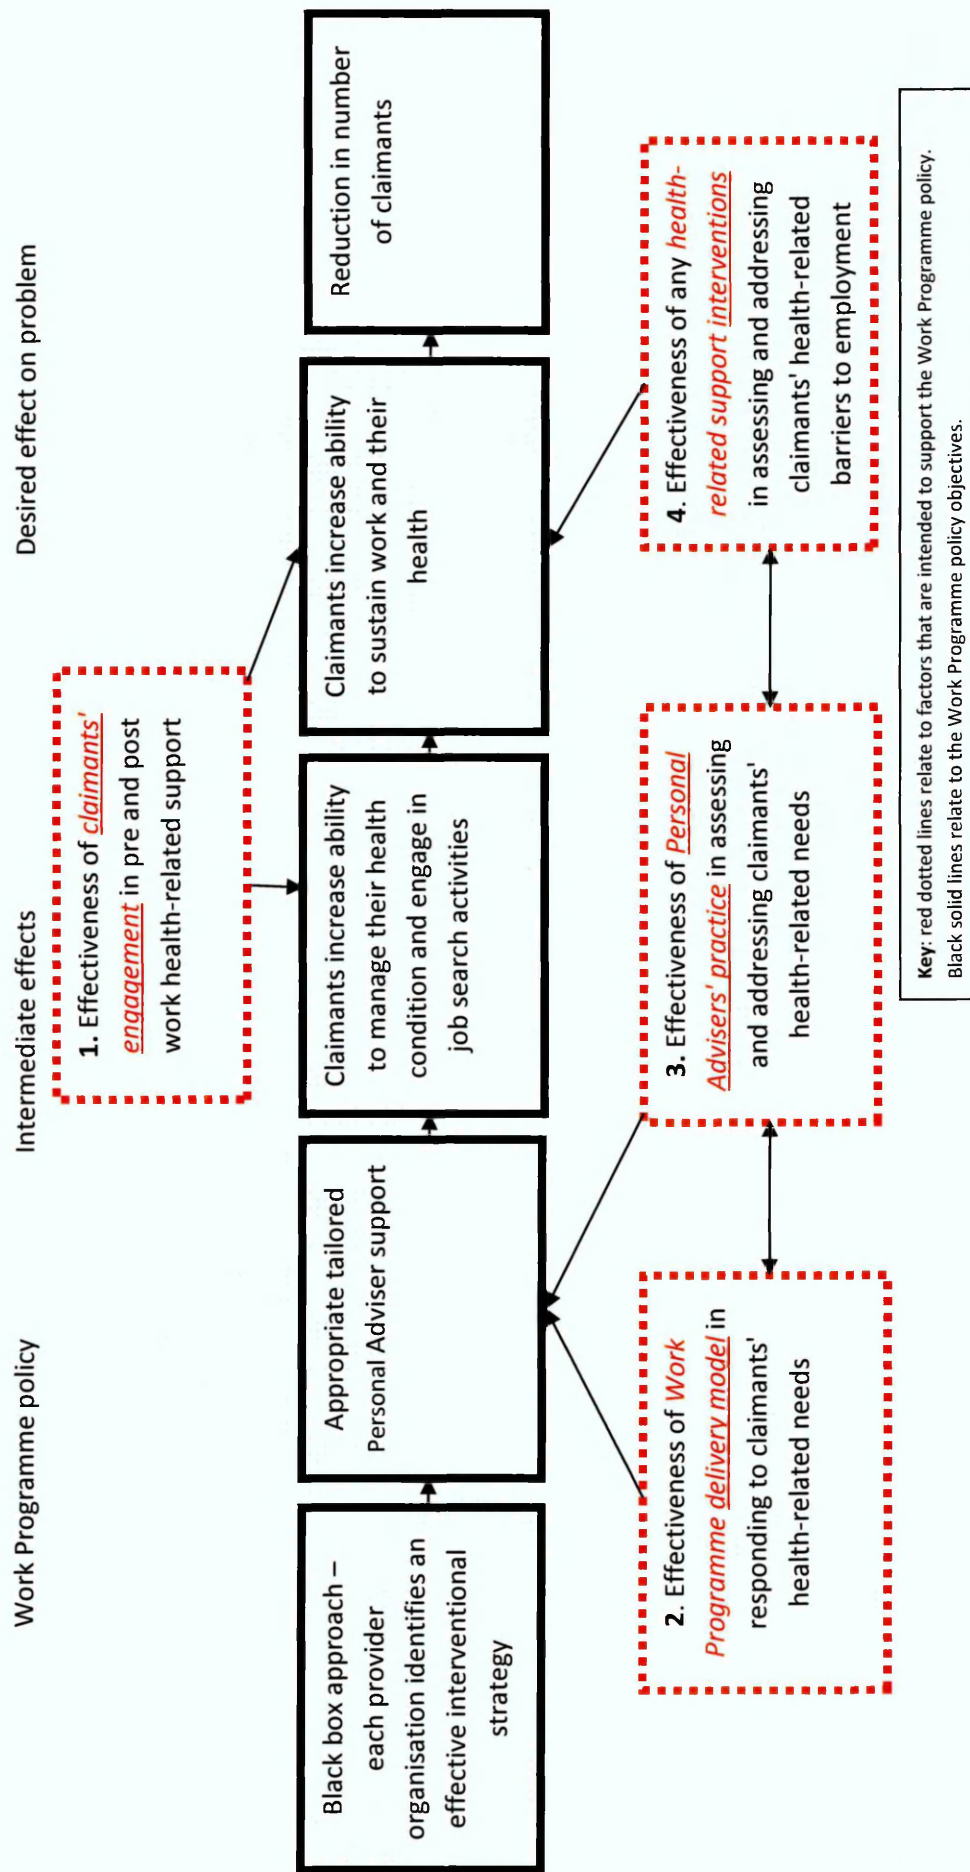 Work Programme policy
Intermediate effects
Desired effect on problem
1. Effectiveness of claimants'
engagement in pre and post
work health-related support
Black box approach –
each provider
organisation identifies an
effective interventional
strategy
Appropriate tailored
Personal Adviser support
Claimants increase ability
to manage their health
condition and engage in
job search activities
Claimants increase ability
to sustain work and their
health
Reduction in number
of claimants
2. Effectiveness of Work
Programme delivery model in
responding to claimants'
health-related needs
3. Effectiveness of Personal
Advisers' practice in assessing
and addressing claimants'
health-related needs
4. Effectiveness of any health-
related support interventions
in assessing and addressing
claimants' health-related
barriers to employment
Key: red dotted lines relate to factors that are intended to support the Work Programme policy.
Black solid lines relate to the Work Programme policy objectives.